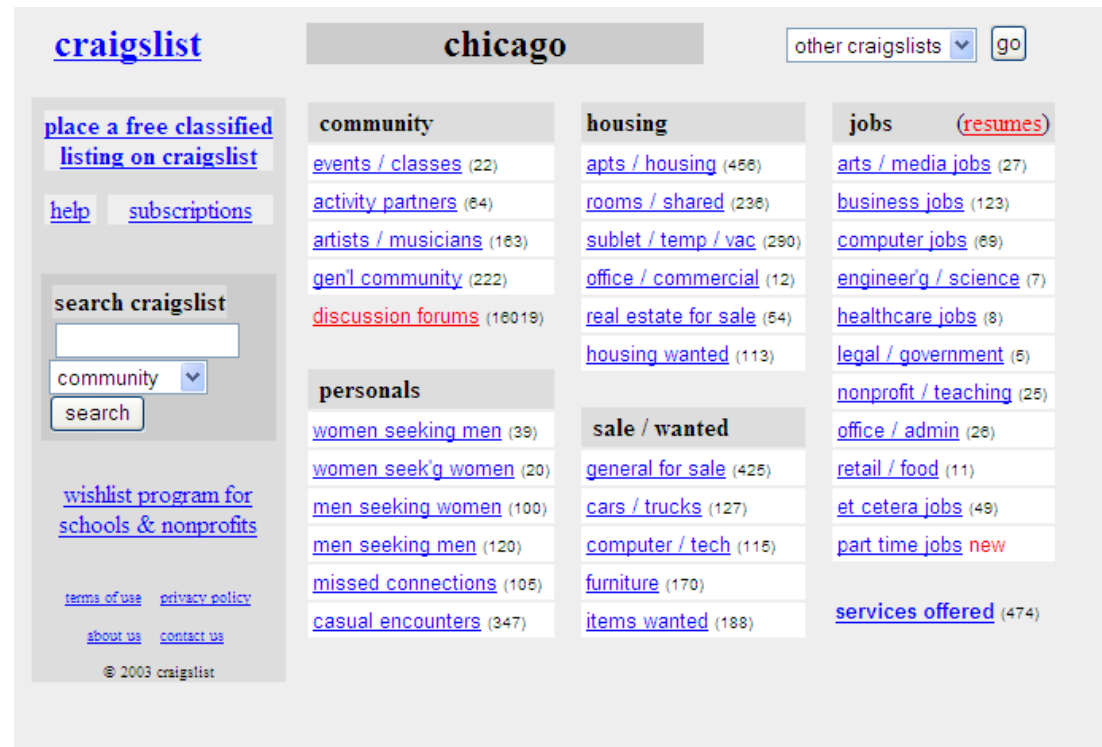 craigslist
chicago
other craigslists
go
place a free classified
listing on craigslist
help
subscriptions
search craigslist
community
search
wishlist program for
schools & nonprofits
terms of use
privacy policy
about us
contact us
© 2003 craigslist
community
events / classes (22)
activity partners (64)
artists / musicians (163)
gen'l community (222)
discussion forums (16019)
personals
women seeking men (39)
women seek'g women (20)
men seeking women (100)
men seeking men (120)
missed connections (105)
casual encounters (347)
housing
apts / housing (456)
rooms / shared (236)
sublet / temp / vac (290)
office / commercial (12)
real estate for sale (54)
housing wanted (113)
sale / wanted
general for sale (425)
cars / trucks (127)
computer / tech (115)
furniture (170)
items wanted (188)
jobs (resumes)
arts / media jobs (27)
business jobs (123)
computer jobs (69)
engineer'g / science (7)
healthcare jobs (8)
legal / government (5)
nonprofit / teaching (25)
office / admin (26)
retail / food (11)
et cetera jobs (49)
part time jobs new
services offered (474)